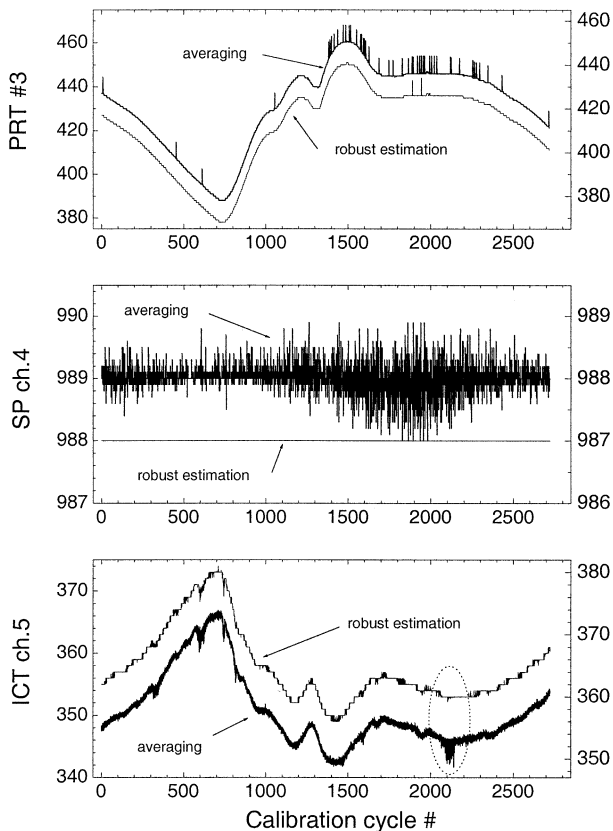 PRT #3
460
440
420
400
380
460
440
420
400
380
averaging
robust estimation
0 500 1000 1500 2000 2500
SP ch.4
990
989
988
987
989
988
987
986
averaging
robust estimation
0 500 1000 1500 2000 2500
ICT ch.5
370
360
350
340
380
370
360
350
robust estimation
averaging
0 500 1000 1500 2000 2500
Calibration cycle #